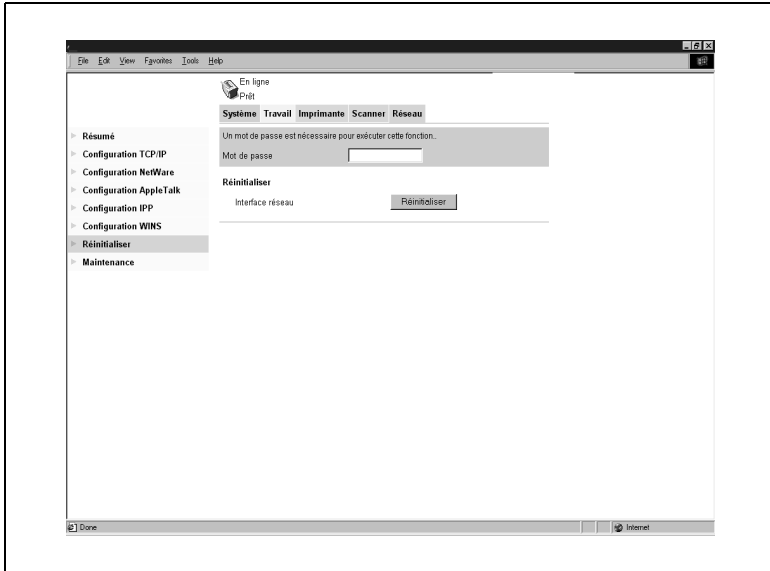 File Edit View Favorites Tools Help
En ligne
Prêt
Système Travail Imprimante Scanner Réseau
Résumé
Configuration TCP/IP
Configuration NetWare
Configuration AppleTalk
Configuration IPP
Configuration WINS
Réinitialiser
Maintenance
Un mot de passe est nécessaire pour exécuter cette fonction..
Mot de passe
Réinitialiser
Interface réseau Réinitialiser
Done Internet